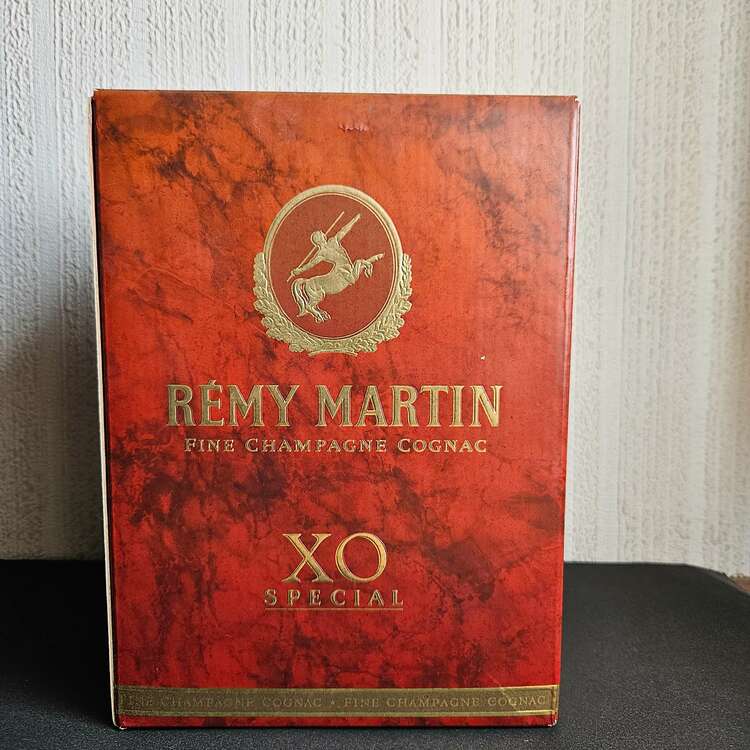 RÉMY MARTIN
FINE CHAMPAGNE COGNAC
XO
SPECIAL
FINE CHAMPAGNE COGNAC • FINE CHAMPAGNE COGNAC